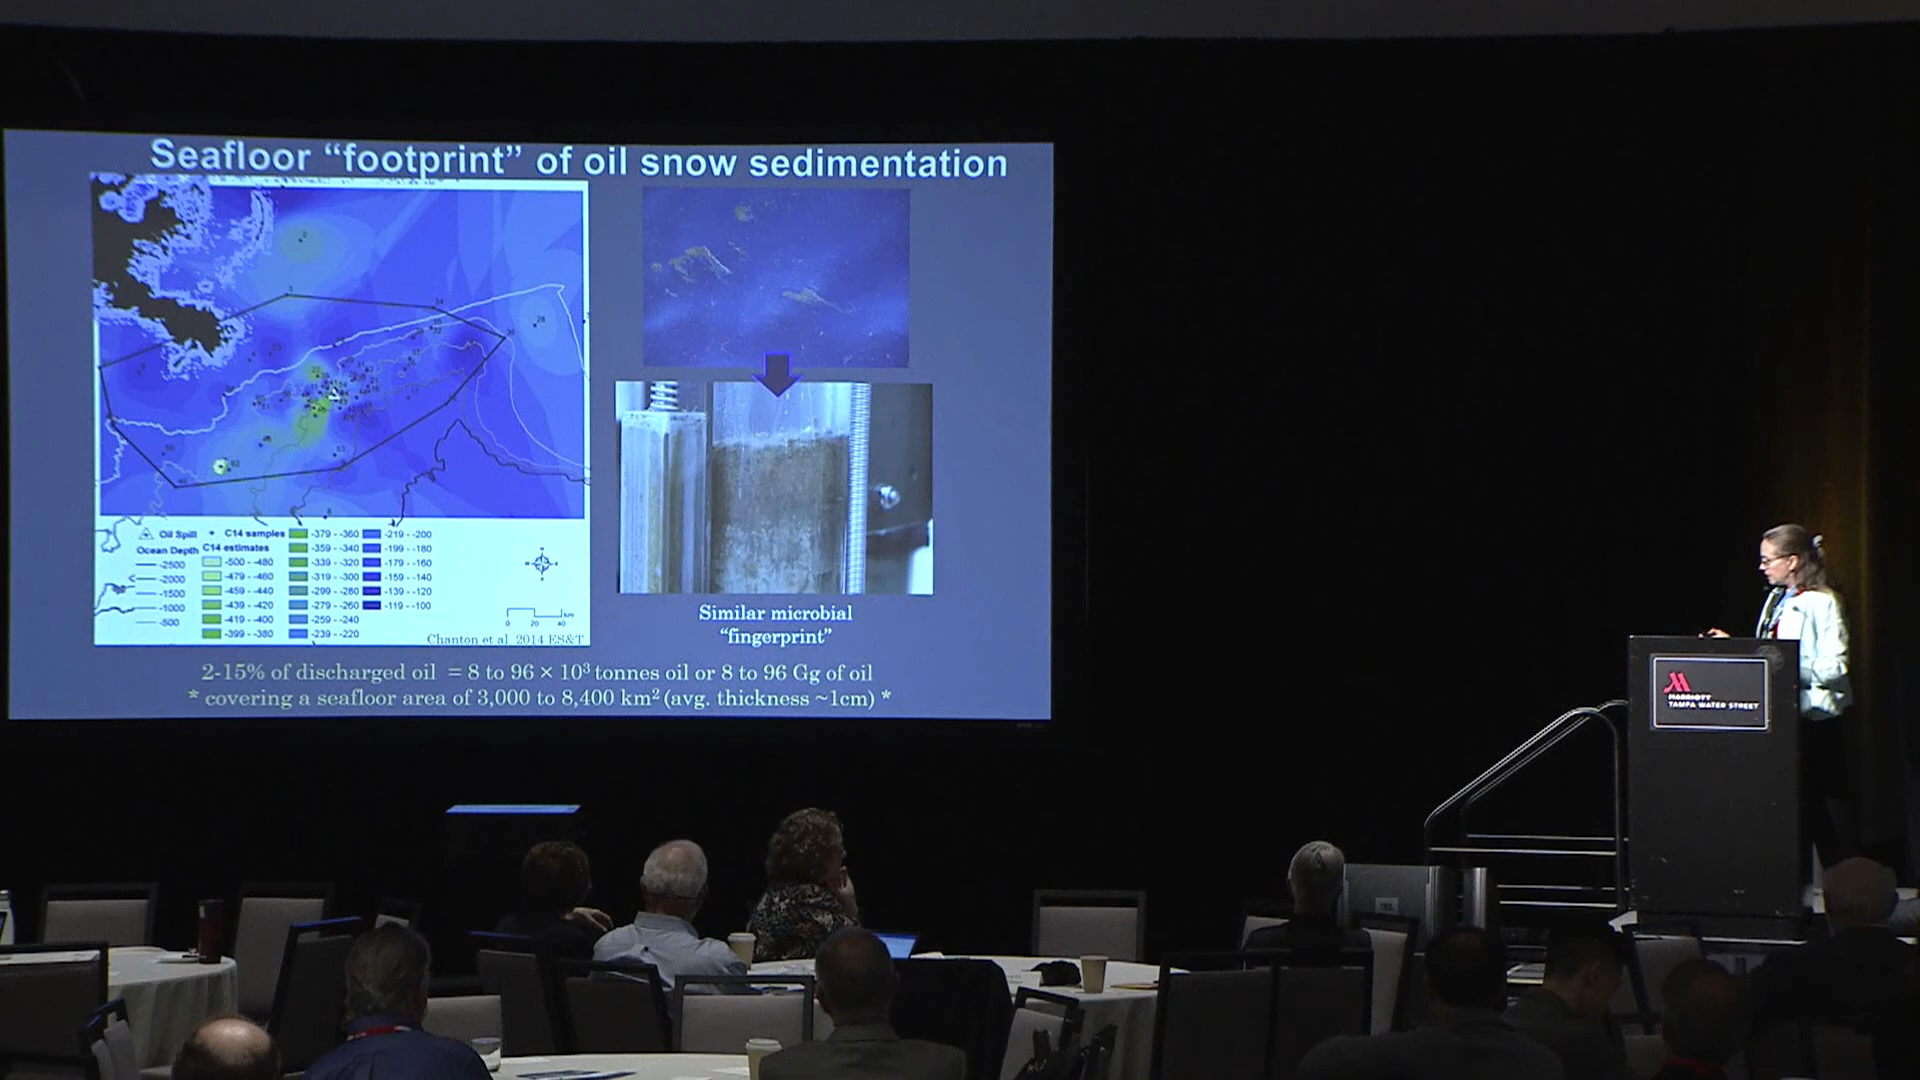 Seafloor “footprint” of oil snow sedimentation
Oil Spill
C14 samples
Ocean Depth
-2500
-2000
-1500
-1000
-500
C14 estimates
-500 - -480
-479 - -460
-459 - -440
-439 - -420
-419 - -400
-399 - -380
-379 - -360
-359 - -340
-339 - -320
-319 - -300
-299 - -280
-279 - -260
-259 - -240
-239 - -220
-219 - -200
-199 - -180
-179 - -160
-159 - -140
-139 - -120
-119 - -100
0 20 40 km
Chanton et al. 2014 ES&T
Similar microbial
“fingerprint”
2-15% of discharged oil = 8 to 96 × 10³ tonnes oil or 8 to 96 Gg of oil
* covering a seafloor area of 3,000 to 8,400 km² (avg. thickness ~1cm) *
MARRIOTT
TAMPA WATER STREET